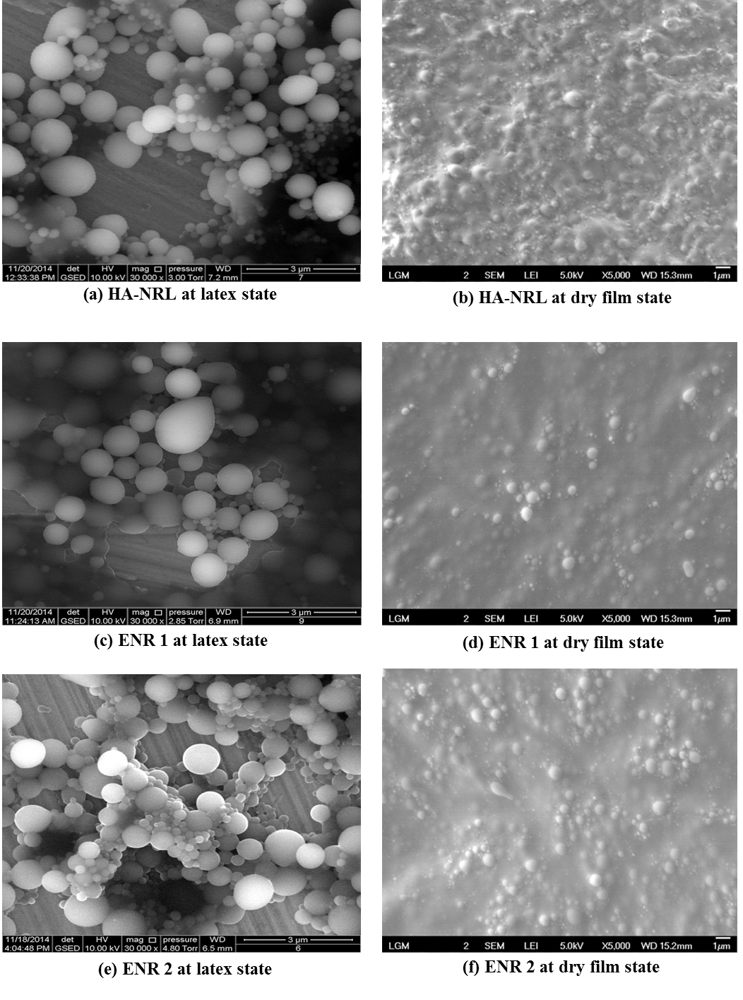 11/20/2014 det HV mag □ pressure WD 3 µm
12:33:38 PM GSED 10.00 kV 30 000 x 3.00 Torr 7.2 mm 7
LGM 2 SEM LEI 5.0kV X5,000 WD 15.3mm 1µm
(a) HA-NRL at latex state
(b) HA-NRL at dry film state
11/20/2014 det HV mag □ pressure WD 3 µm
11:24:13 AM GSED 10.00 kV 30 000 x 2.85 Torr 6.9 mm 9
LGM 2 SEM LEI 5.0kV X5,000 WD 15.3mm 1µm
(c) ENR 1 at latex state
(d) ENR 1 at dry film state
11/18/2014 det HV mag □ pressure WD 3 µm
4:04:48 PM GSED 10.00 kV 30 000 x 4.80 Torr 6.5 mm 6
LGM 2 SEM LEI 5.0kV X5,000 WD 15.2mm 1µm
(e) ENR 2 at latex state
(f) ENR 2 at dry film state